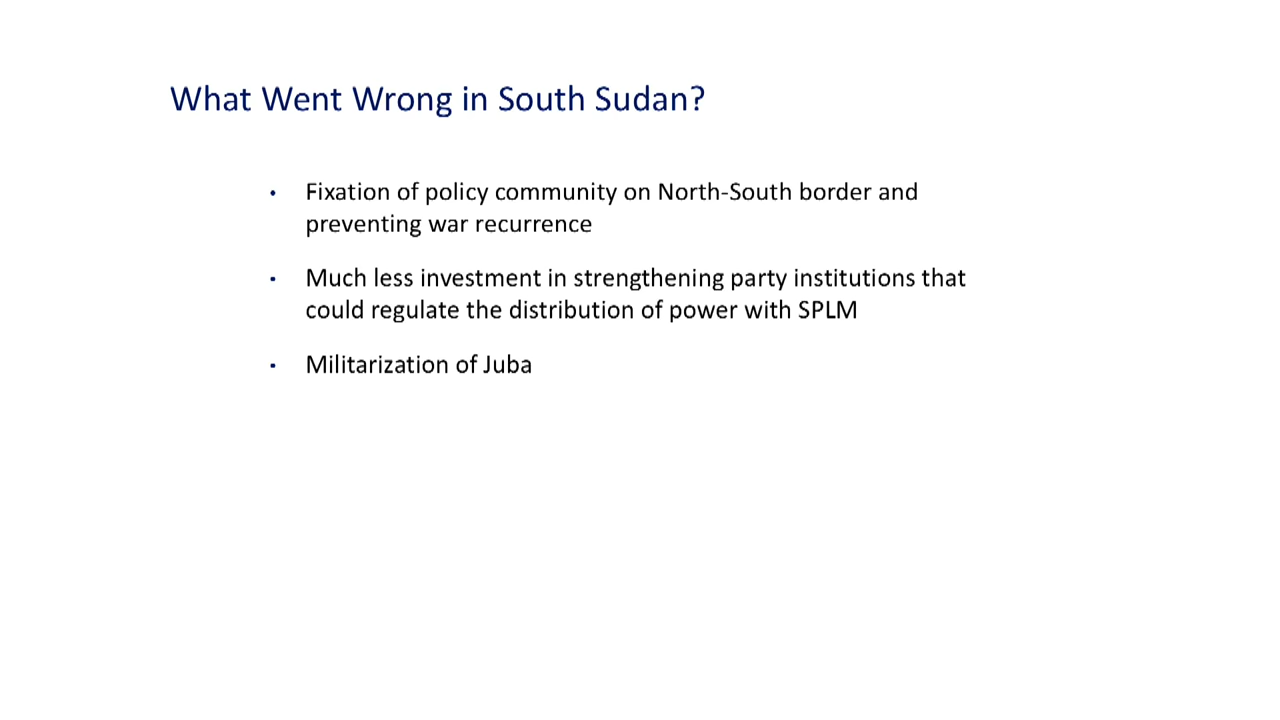 What Went Wrong in South Sudan?
• Fixation of policy community on North-South border and
preventing war recurrence
• Much less investment in strengthening party institutions that
could regulate the distribution of power with SPLM
• Militarization of Juba